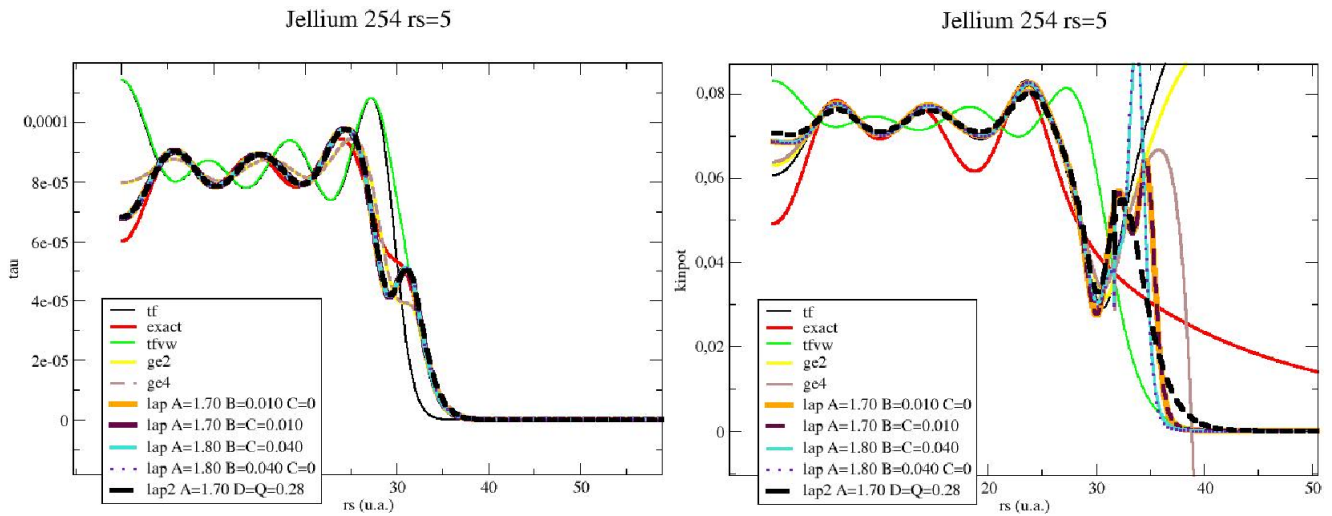 Jellium 254 rs=5
0,0001
8e-05
6e-05
4e-05
2e-05
0
tau
30
40
50
rs (u.a.)
tf
exact
tfvw
ge2
ge4
lap A=1.70 B=0.010 C=0
lap A=1.70 B=C=0.010
lap A=1.80 B=C=0.040
lap A=1.80 B=0.040 C=0
lap2 A=1.70 D=Q=0.28
Jellium 254 rs=5
0,08
0,06
0,04
0,02
0
kinpot
20
30
40
50
rs (u.a.)
tf
exact
tfvw
ge2
ge4
lap A=1.70 B=0.010 C=0
lap A=1.70 B=C=0.010
lap A=1.80 B=C=0.040
lap A=1.80 B=0.040 C=0
lap2 A=1.70 D=Q=0.28